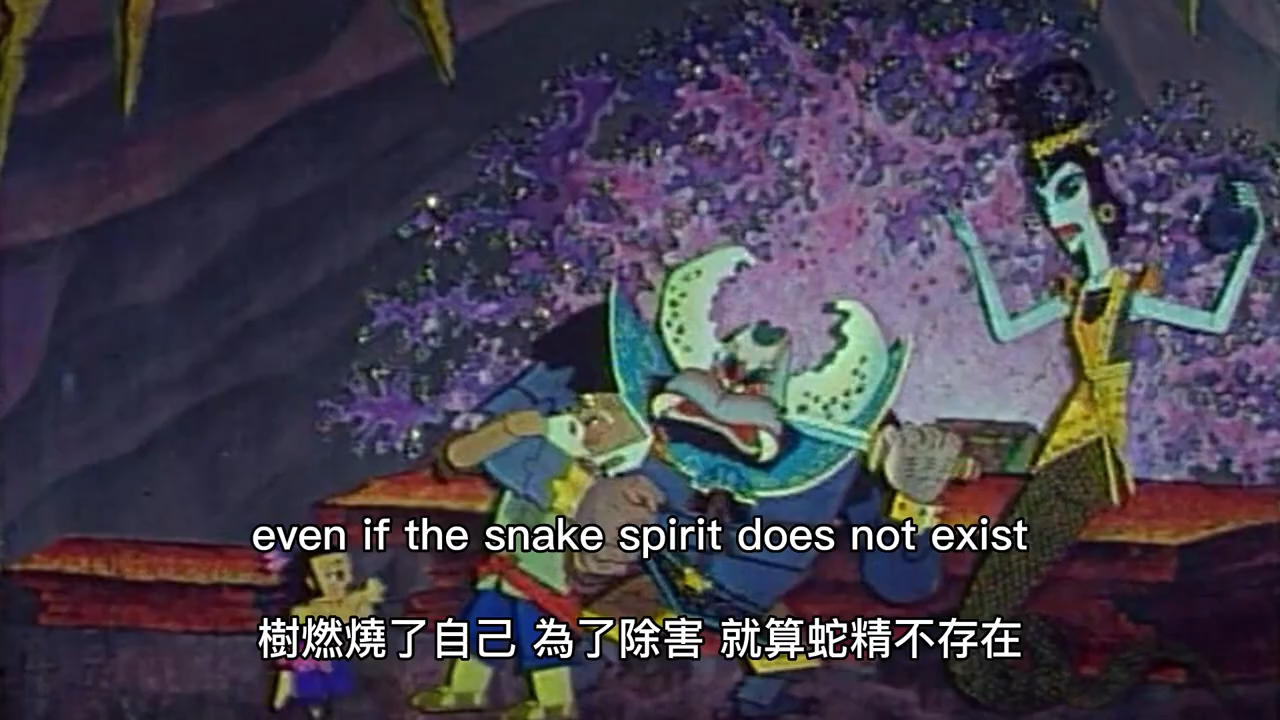 even if the snake spirit does not exist
樹燃燒了自己 為了除害 就算蛇精不存在